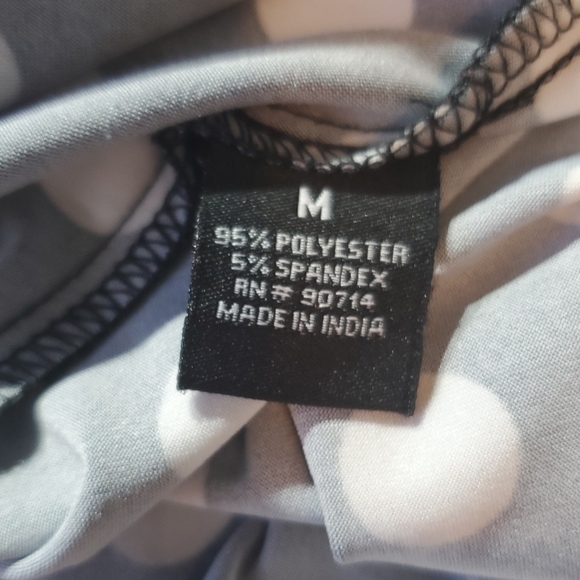 M
95% POLYESTER
5% SPANDEX
RN# 90714
MADE IN INDIA